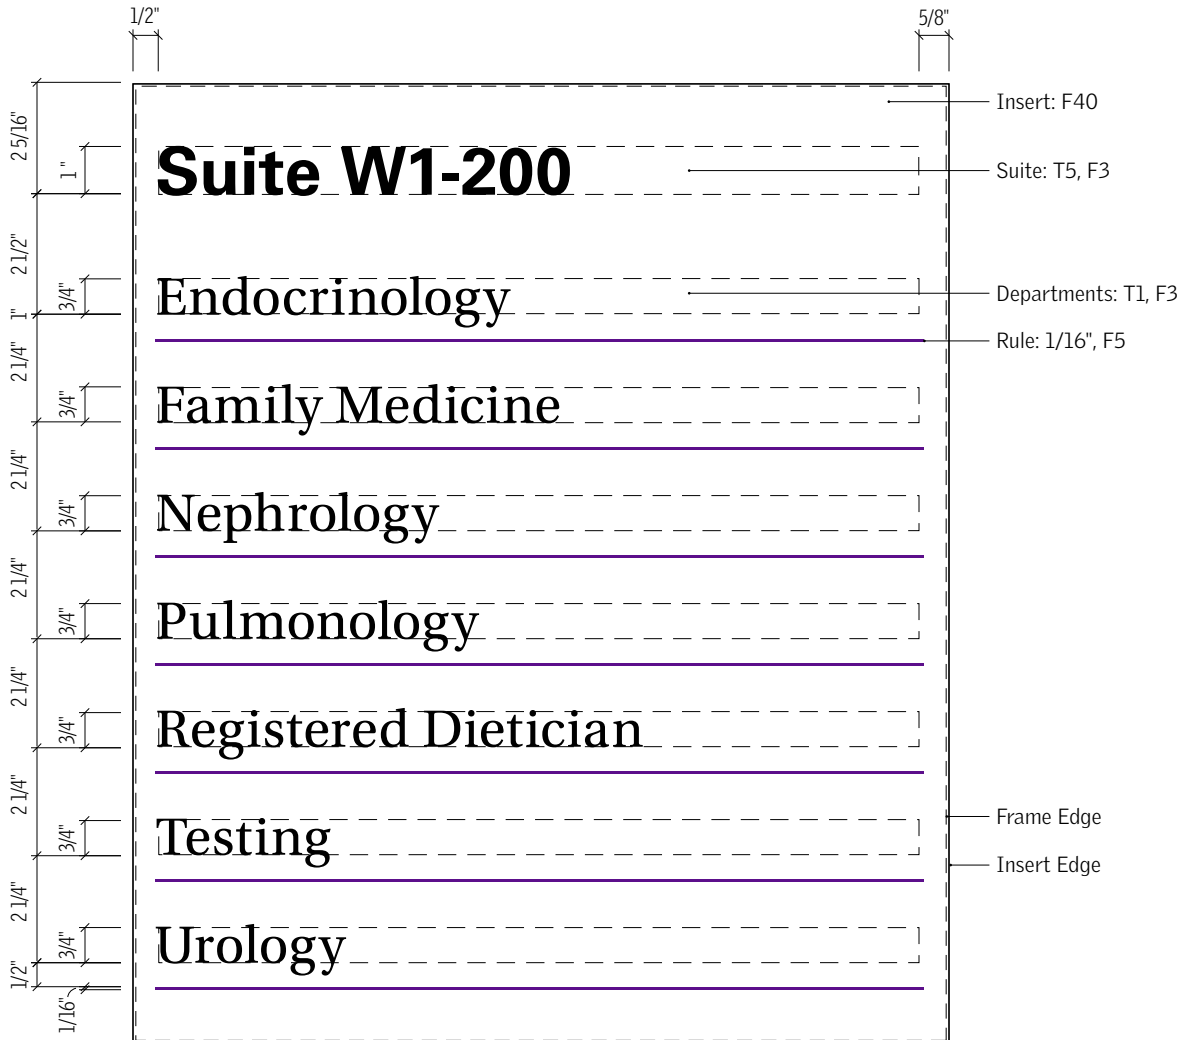 1/2"
5/8"
Insert: F40
2 5/16"
1 "
Suite W1-200
Suite: T5, F3
2 1/2"
3/4"
Endocrinology
Departments: T1, F3
1"
Rule: 1/16", F5
2 1/4"
3/4"
Family Medicine
2 1/4"
3/4"
Nephrology
2 1/4"
3/4"
Pulmonology
2 1/4"
3/4"
Registered Dietician
2 1/4"
3/4"
Testing
Frame Edge
Insert Edge
2 1/4"
3/4"
Urology
1/2"
1/16"